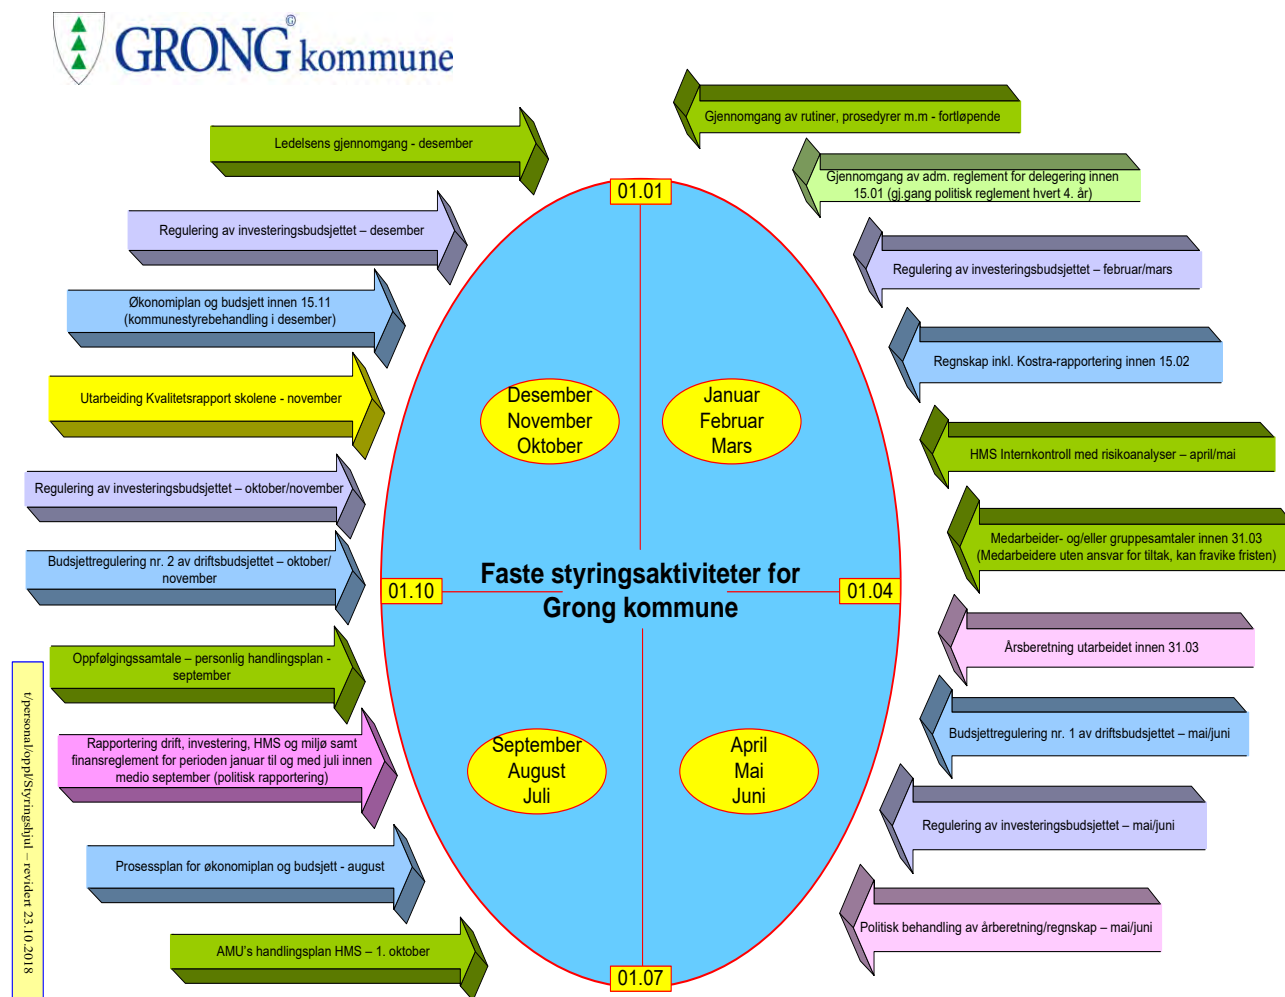 GRONG kommune
©
Gjennomgang av rutiner, prosedyrer m.m - fortløpende
Ledelsens gjennomgang - desember
Gjennomgang av adm. reglement for delegering innen
15.01 (gj.gang politisk reglement hvert 4. år)
01.01
Regulering av investeringsbudsjettet – desember
Regulering av investeringsbudsjettet – februar/mars
Økonomiplan og budsjett innen 15.11
(kommunestyrebehandling i desember)
Regnskap inkl. Kostra-rapportering innen 15.02
Utarbeiding Kvalitetsrapport skolene - november
Desember
November
Oktober
Januar
Februar
Mars
HMS Internkontroll med risikoanalyser – april/mai
Regulering av investeringsbudsjettet – oktober/november
Medarbeider- og/eller gruppesamtaler innen 31.03
(Medarbeidere uten ansvar for tiltak, kan fravike fristen)
Budsjettregulering nr. 2 av driftsbudsjettet – oktober/
november
01.10
Faste styringsaktiviteter for
Grong kommune
01.04
Årsberetning utarbeidet innen 31.03
Oppfølgingssamtale – personlig handlingsplan -
september
Budsjettregulering nr. 1 av driftsbudsjettet – mai/juni
Rapportering drift, investering, HMS og miljø samt
finansreglement for perioden januar til og med juli innen
medio september (politisk rapportering)
September
August
Juli
April
Mai
Juni
Regulering av investeringsbudsjettet – mai/juni
Prosessplan for økonomiplan og budsjett - august
Politisk behandling av årberetning/regnskap – mai/juni
AMU's handlingsplan HMS – 1. oktober
01.07
t/personal/oppl/Styringshjul – revidert 23.10.2018